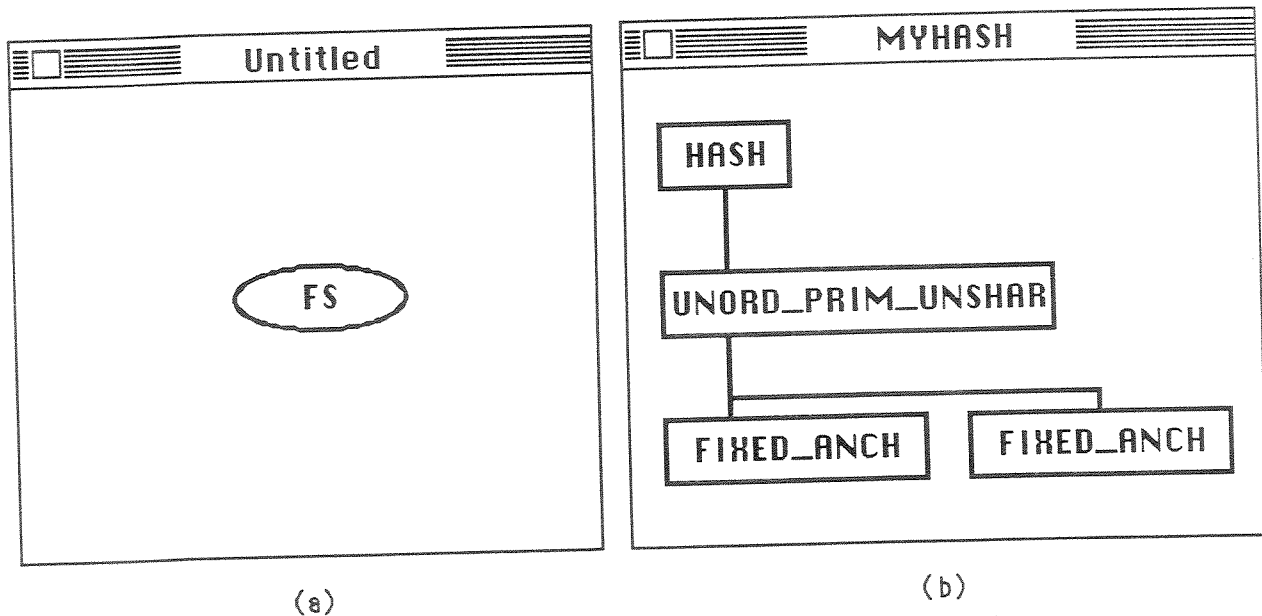 Untitled
FS
(a)
MYHASH
HASH
UNORD_PRIM_UNSHAR
FIXED_ANCH FIXED_ANCH
(b)